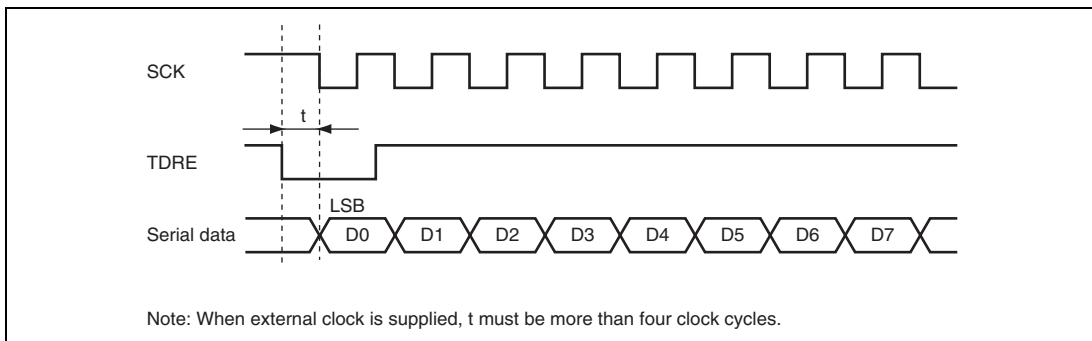 SCK
t
TDRE
LSB
Serial data D0 D1 D2 D3 D4 D5 D6 D7
Note: When external clock is supplied, t must be more than four clock cycles.